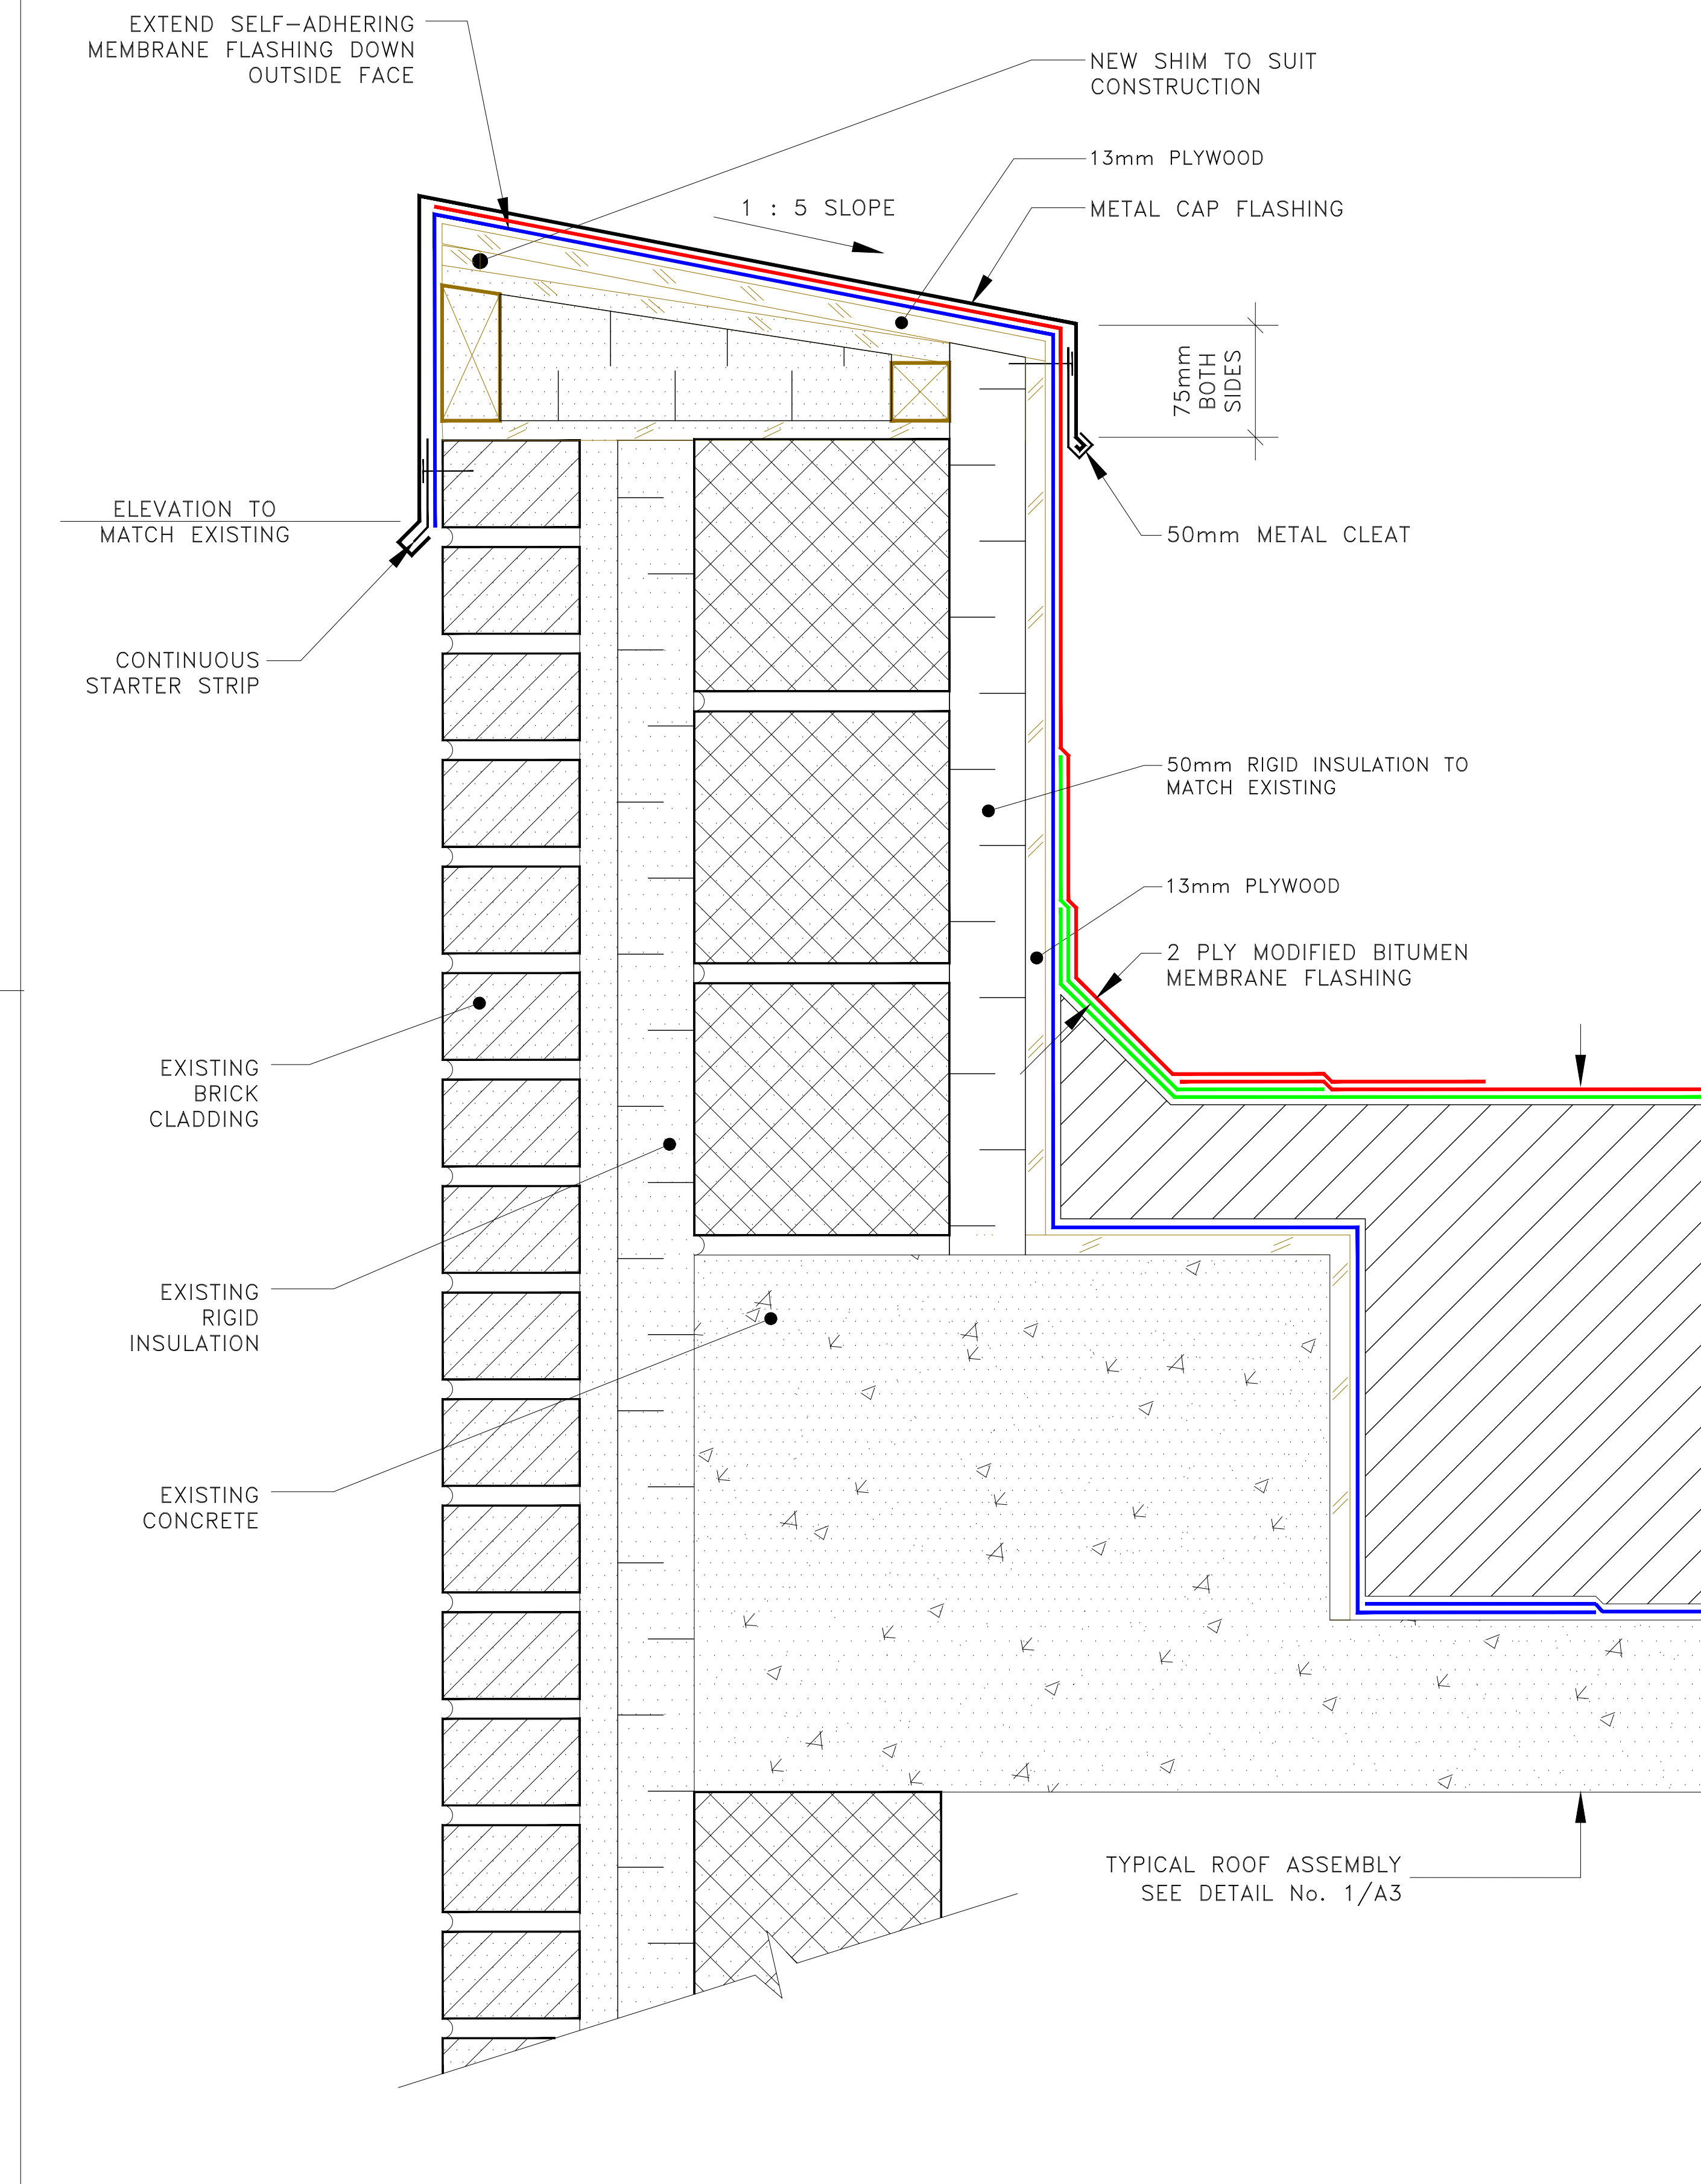 EXTEND SELF-ADHERING
MEMBRANE FLASHING DOWN
OUTSIDE FACE
NEW SHIM TO SUIT
CONSTRUCTION
13mm PLYWOOD
1 : 5 SLOPE
METAL CAP FLASHING
75mm
BOTH
SIDES
ELEVATION TO
MATCH EXISTING
50mm METAL CLEAT
CONTINUOUS
STARTER STRIP
50mm RIGID INSULATION TO
MATCH EXISTING
13mm PLYWOOD
2 PLY MODIFIED BITUMEN
MEMBRANE FLASHING
EXISTING
BRICK
CLADDING
EXISTING
RIGID
INSULATION
EXISTING
CONCRETE
TYPICAL ROOF ASSEMBLY
SEE DETAIL No. 1/A3